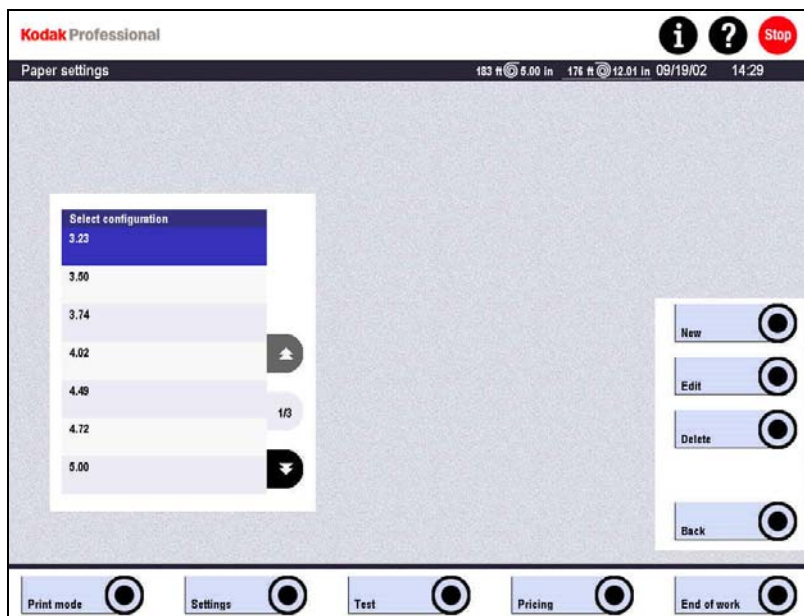 Kodak Professional
i ? Stop
Paper settings 183 ft 5.00 in 176 ft 12.01 in 09/19/02 14:29
Select configuration
3.23
3.50
3.74
4.02
4.49
1/3
4.72
5.00
New
Edit
Delete
Back
Print mode Settings Test Pricing End of work